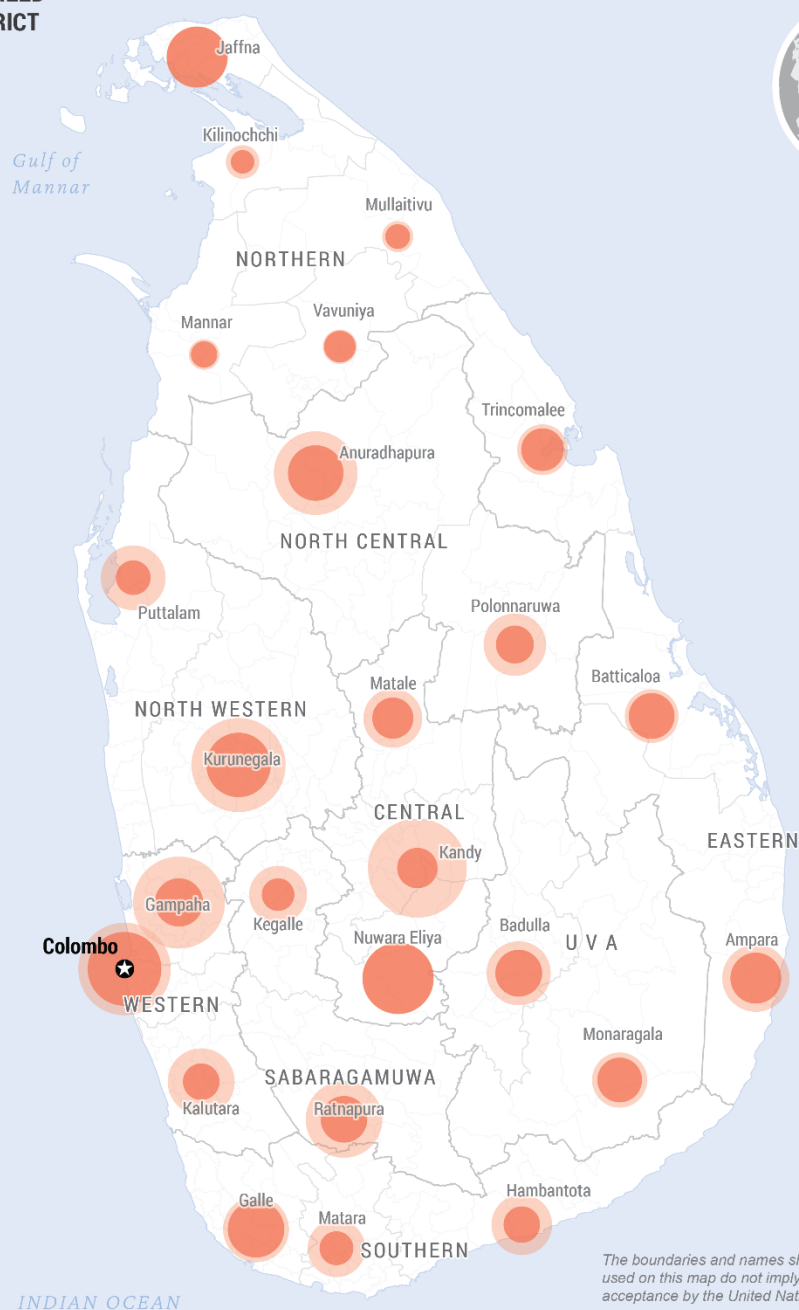 RICT
Jaffna
Kilinochchi
Gulf of
Mannar
Mullaitivu
NORTHERN
Vavuniya
Mannar
Trincomalee
Anuradhapura
NORTH CENTRAL
Polonnaruwa
Puttalam
Batticaloa
Matale
NORTH WESTERN
Kurunegala
CENTRAL
EASTERN
Kandy
Gampaha
Kegalle
Badulla
Nuwara Eliya
UVA
Ampara
Colombo
WESTERN
Monaragala
SABARAGAMUWA
Kalutara
Ratnapura
Hambantota
Galle
Matara
SOUTHERN
The boundaries and names sh
used on this map do not imply
acceptance by the United Nat
INDIAN OCEAN